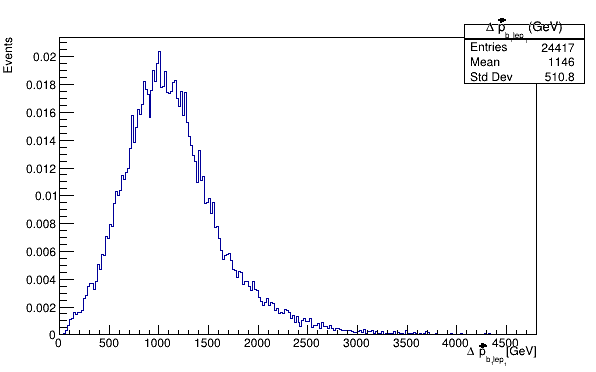 Δ p⃗ b,lep₁ (GeV)
Entries 24417
Mean 1146
Std Dev 510.8
Events
0.02
0.018
0.016
0.014
0.012
0.01
0.008
0.006
0.004
0.002
0
0 500 1000 1500 2000 2500 3000 3500 4000 4500
Δ p⃗ b,lep₁ [GeV]